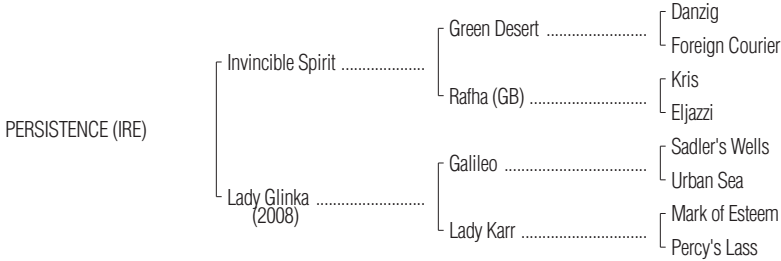 Danzig
Green Desert ........................
Foreign Courier
Invincible Spirit ....................
Kris
Rafha (GB) ............................
Eljazzi
PERSISTENCE (IRE)
Sadler's Wells
Galileo ..................................
Urban Sea
Lady Glinka ..........................
(2008)
Mark of Esteem
Lady Karr ..............................
Percy's Lass